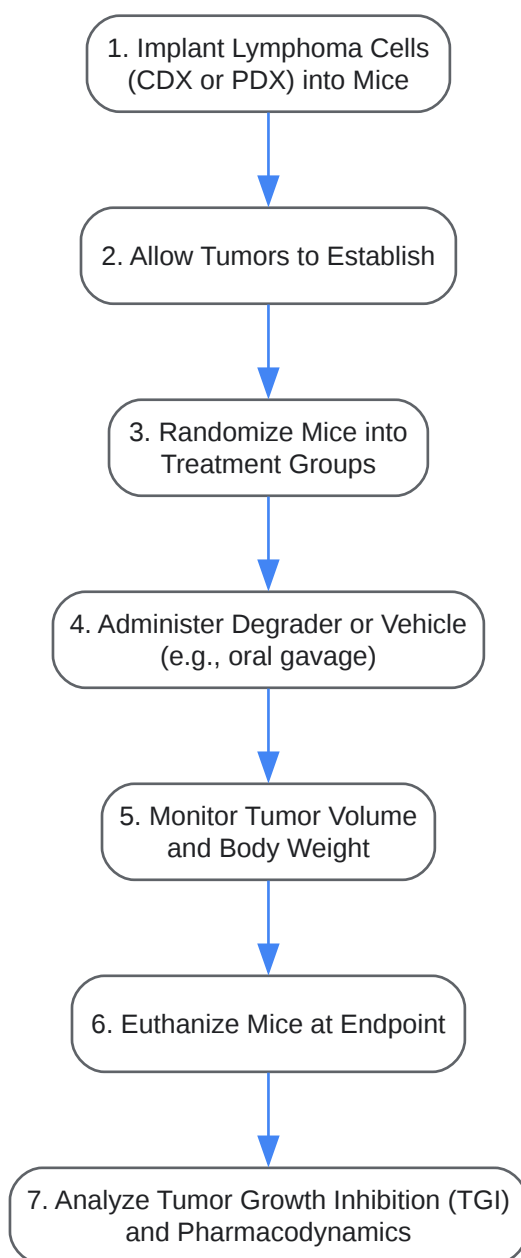 1. Implant Lymphoma Cells
(CDX or PDX) into Mice
2. Allow Tumors to Establish
3. Randomize Mice into
Treatment Groups
4. Administer Degrader or Vehicle
(e.g., oral gavage)
5. Monitor Tumor Volume
and Body Weight
6. Euthanize Mice at Endpoint
7. Analyze Tumor Growth Inhibition (TGI)
and Pharmacodynamics